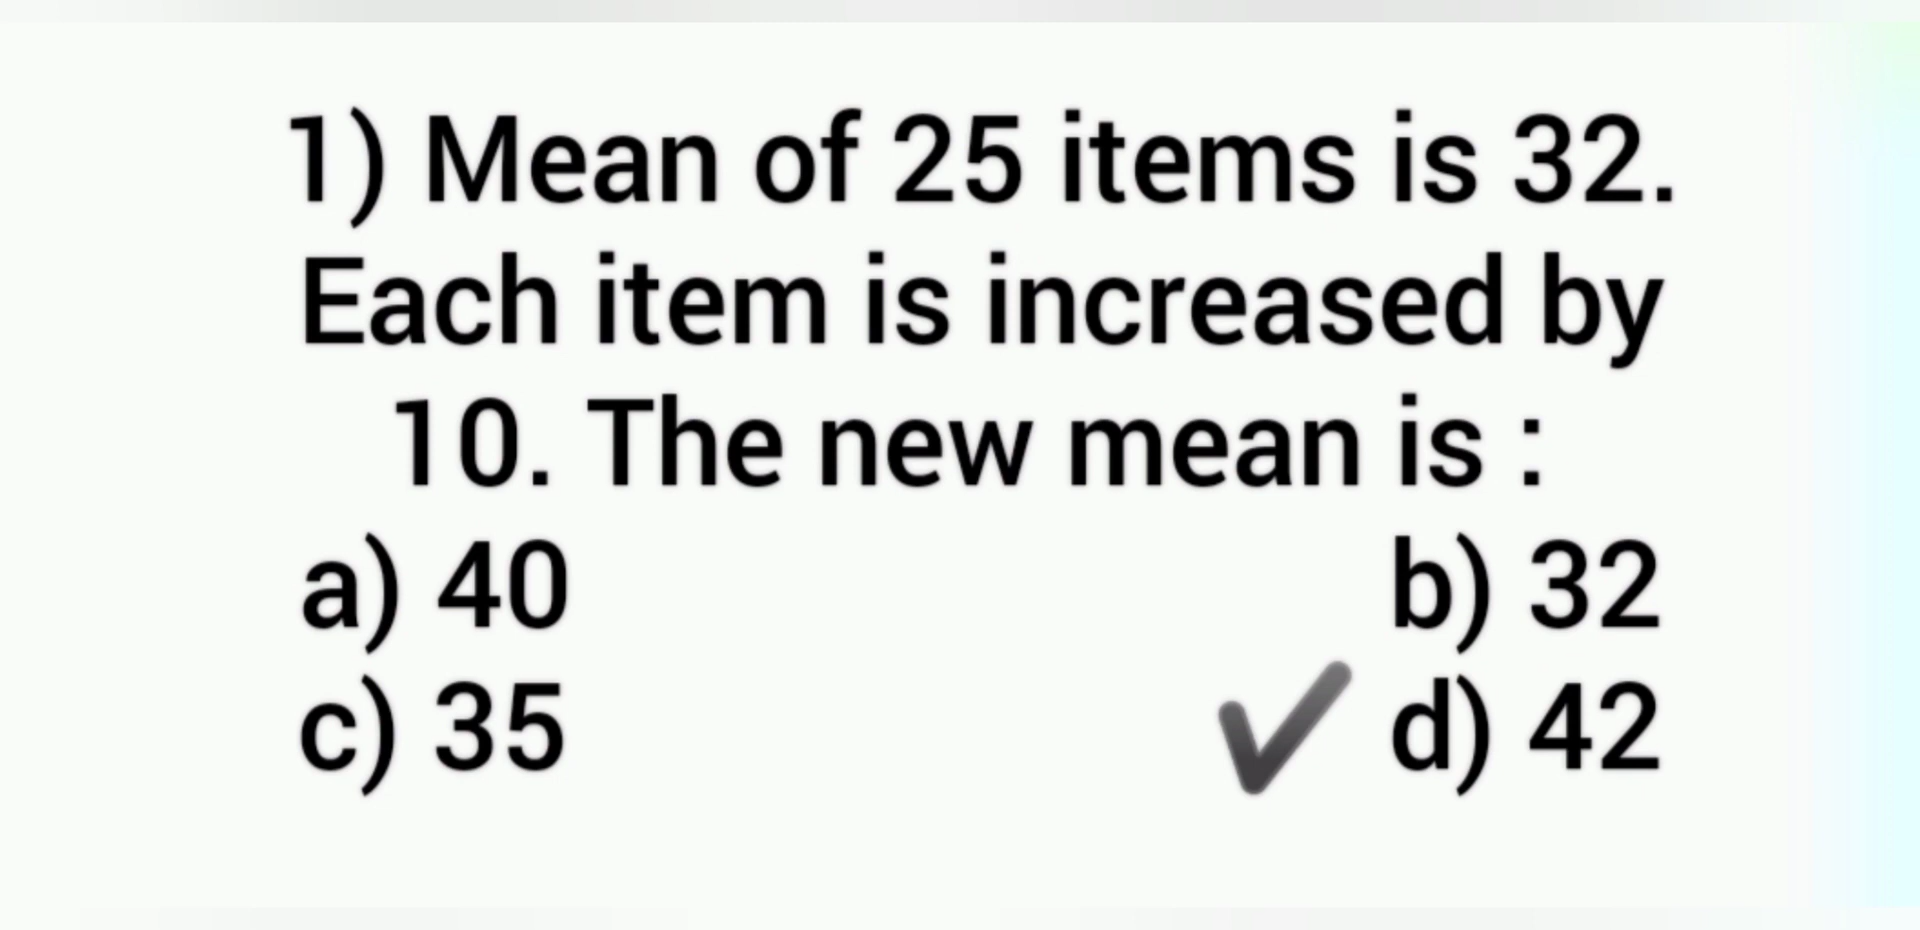 1) Mean of 25 items is 32.
Each item is increased by
10. The new mean is :
a) 40 b) 32
c) 35 ✔ d) 42